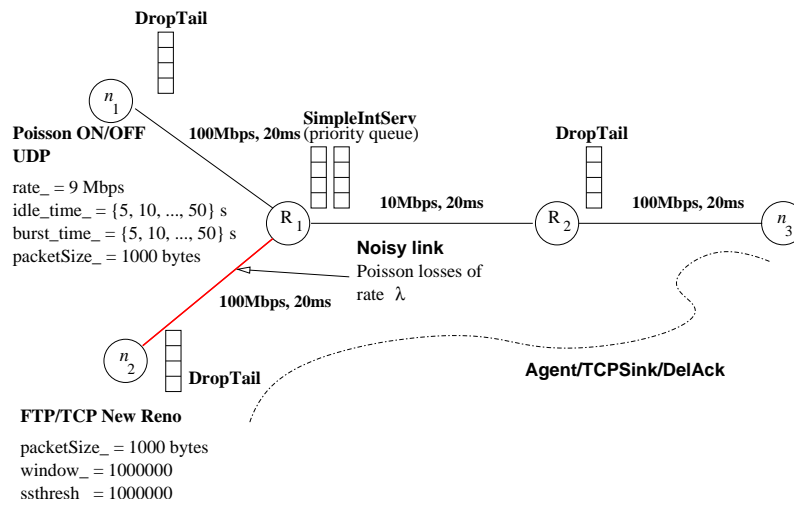 DropTail
n1
Poisson ON/OFF
UDP
rate_ = 9 Mbps
idle_time_ = {5, 10, ..., 50} s
burst_time_ = {5, 10, ..., 50} s
packetSize_ = 1000 bytes
100Mbps, 20ms
SimpleIntServ
(priority queue)
R1
10Mbps, 20ms
DropTail
R2
100Mbps, 20ms
n3
Noisy link
Poisson losses of
rate λ
100Mbps, 20ms
n2
DropTail
Agent/TCPSink/DelAck
FTP/TCP New Reno
packetSize_ = 1000 bytes
window_ = 1000000
ssthresh_ = 1000000